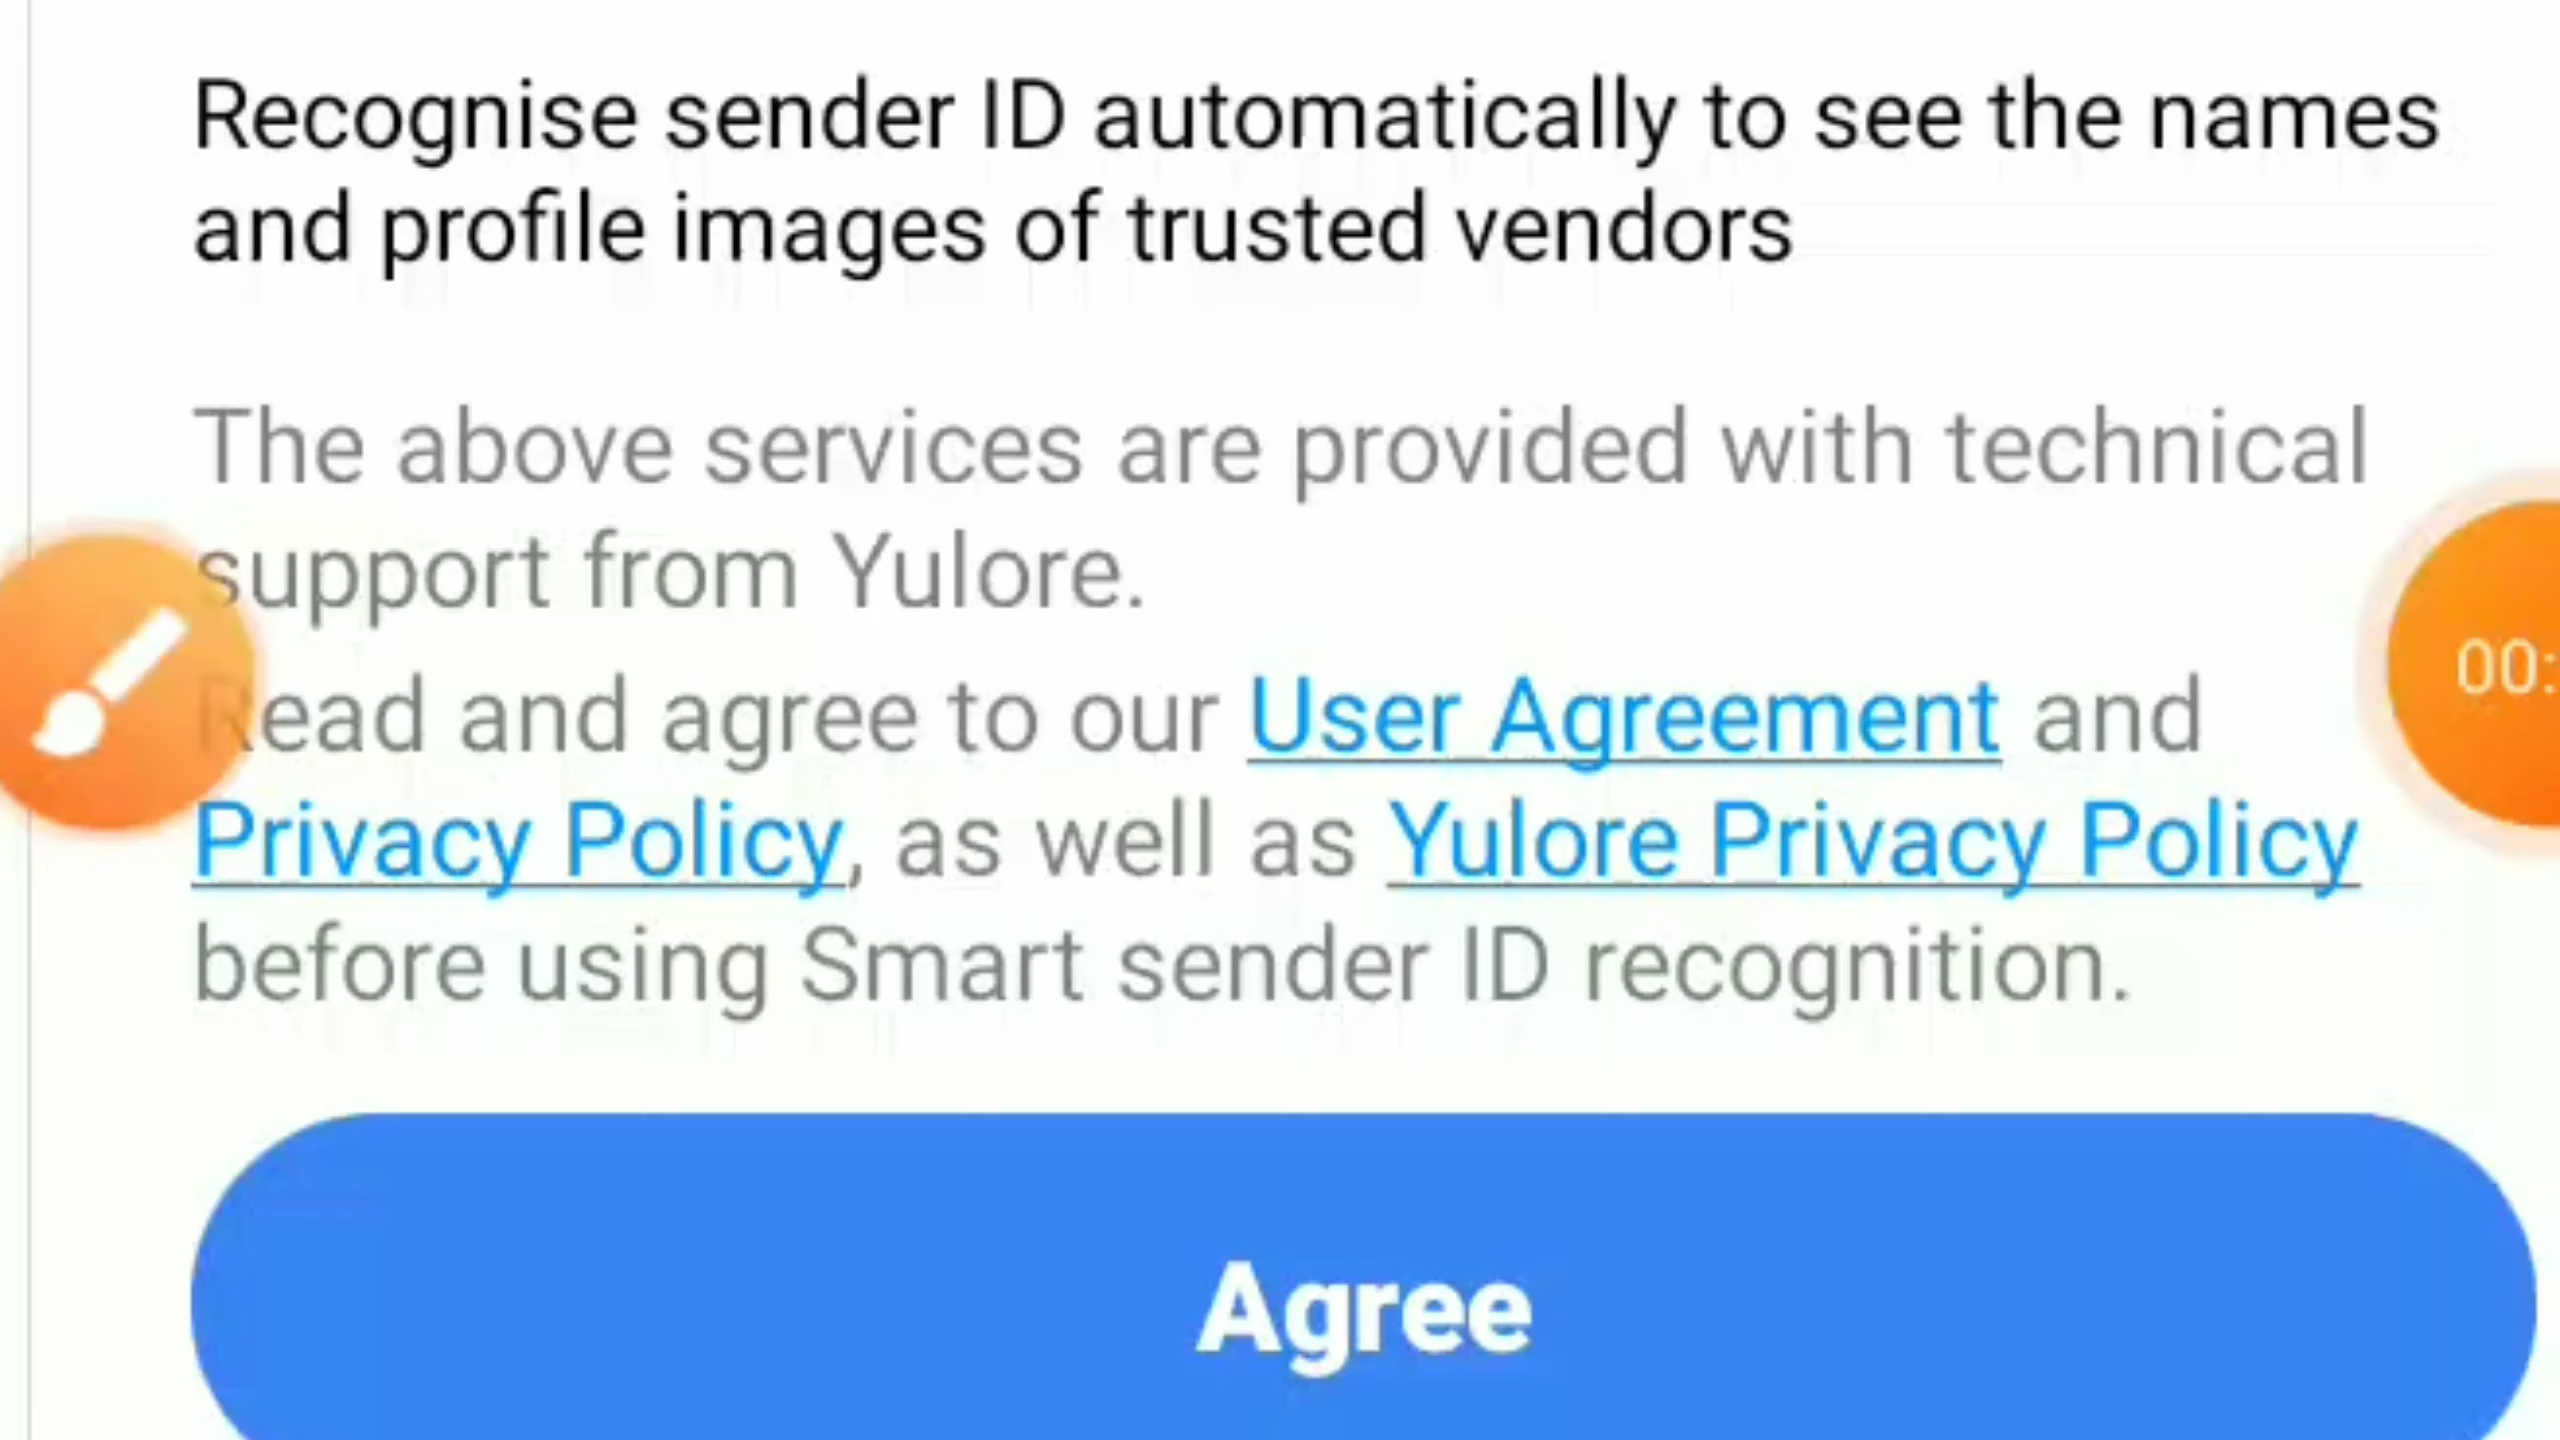 Recognise sender ID automatically to see the names
and profile images of trusted vendors
The above services are provided with technical
support from Yulore.
Read and agree to our User Agreement and
Privacy Policy, as well as Yulore Privacy Policy
before using Smart sender ID recognition.
00:
Agree